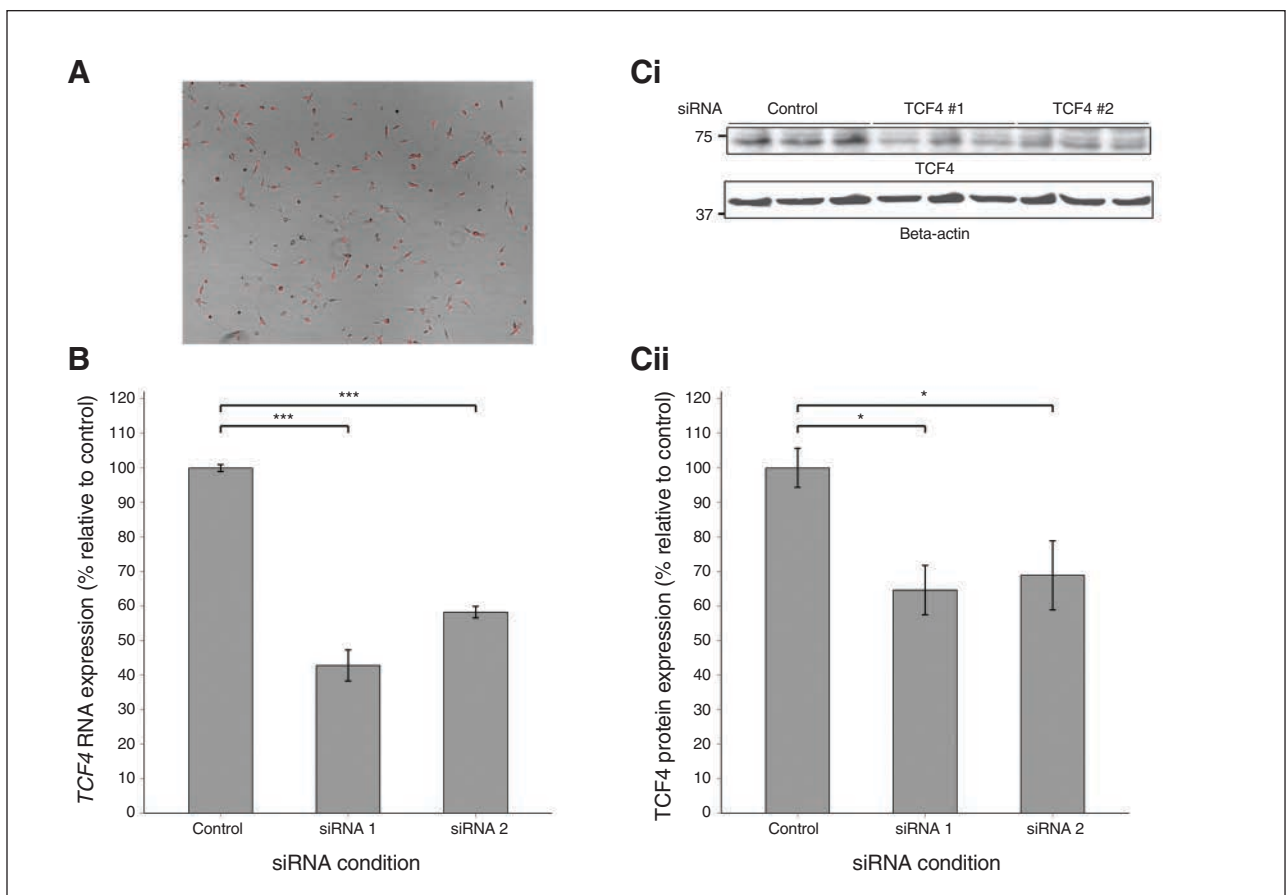 A
Ci
siRNA Control TCF4 #1 TCF4 #2
75
TCF4
37
Beta-actin
B
120
110
100
90
80
70
60
50
40
30
20
10
0
TCF4 RNA expression (% relative to control)
***
***
Control siRNA 1 siRNA 2
siRNA condition
Cii
120
110
100
90
80
70
60
50
40
30
20
10
0
TCF4 protein expression (% relative to control)
*
*
Control siRNA 1 siRNA 2
siRNA condition